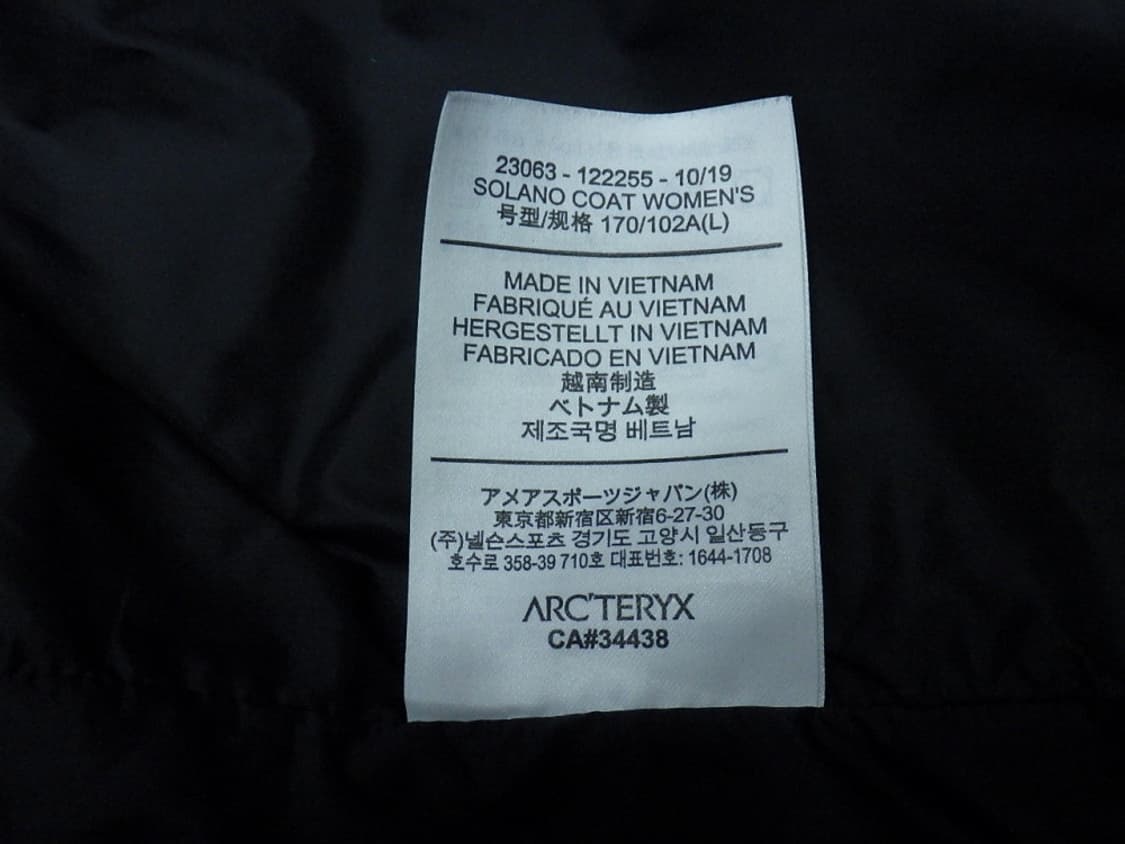 23063 - 122255 - 10/19
SOLANO COAT WOMEN'S
号型/规格 170/102A(L)
MADE IN VIETNAM
FABRIQUÉ AU VIETNAM
HERGESTELLT IN VIETNAM
FABRICADO EN VIETNAM
越南制造
ベトナム製
제조국명 베트남
アメアスポーツジャパン(株)
東京都新宿区新宿6-27-30
(주)넬슨스포츠 경기도 고양시 일산동구
호수로 358-39 710호 대표번호: 1644-1708
ARC'TERYX
CA#34438